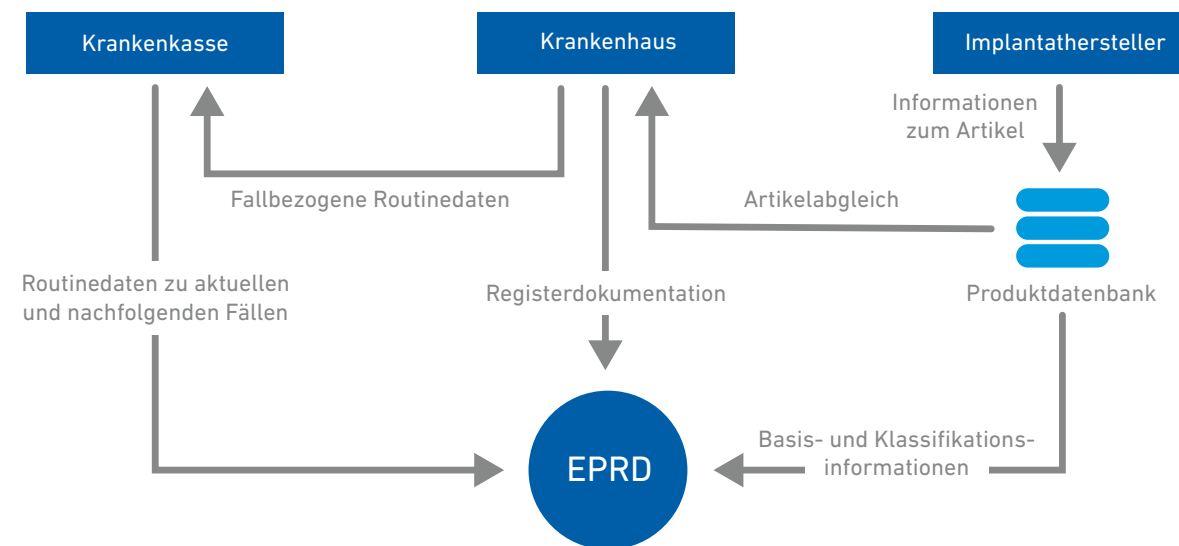 Krankenkasse
Krankenhaus
Implantathersteller
Informationen
zum Artikel
Fallbezogene Routinedaten
Artikelabgleich
Routinedaten zu aktuellen
und nachfolgenden Fällen
Registerdokumentation
Produktdatenbank
EPRD
Basis- und Klassifikations-
informationen